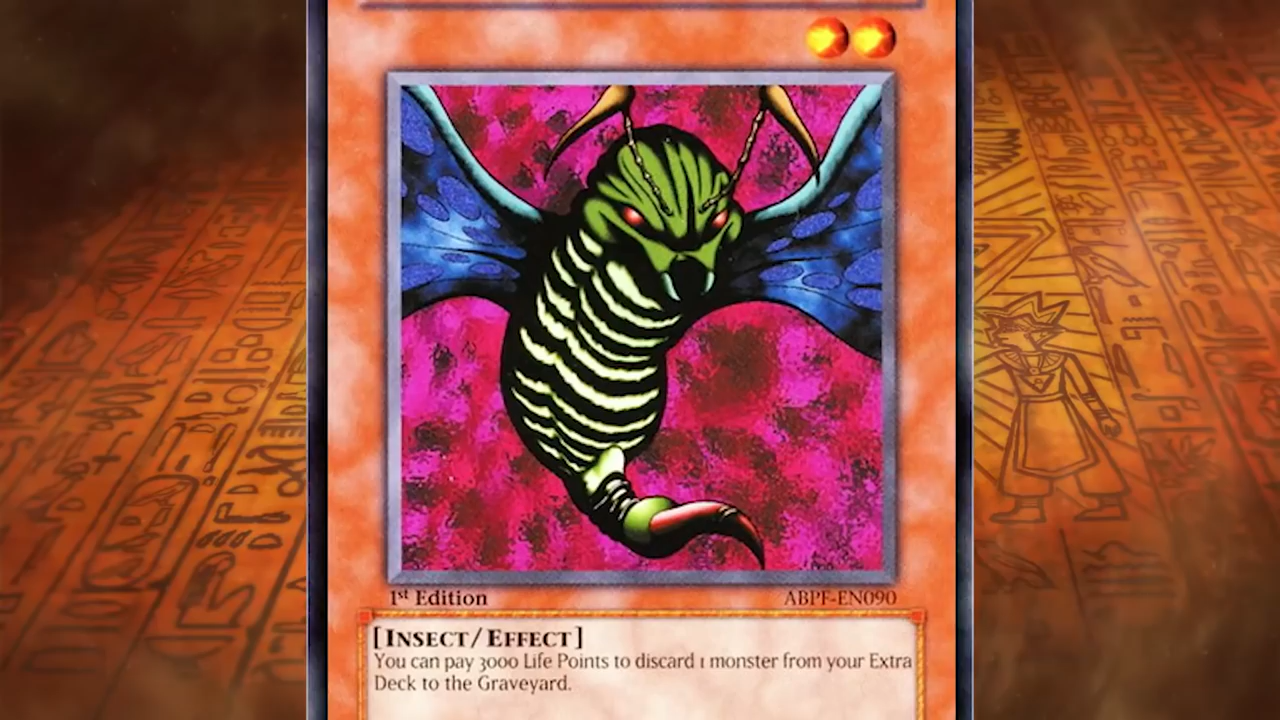 1st Edition
ABPF-EN090
[INSECT/EFFECT]
You can pay 3000 Life Points to discard 1 monster from your Extra
Deck to the Graveyard.